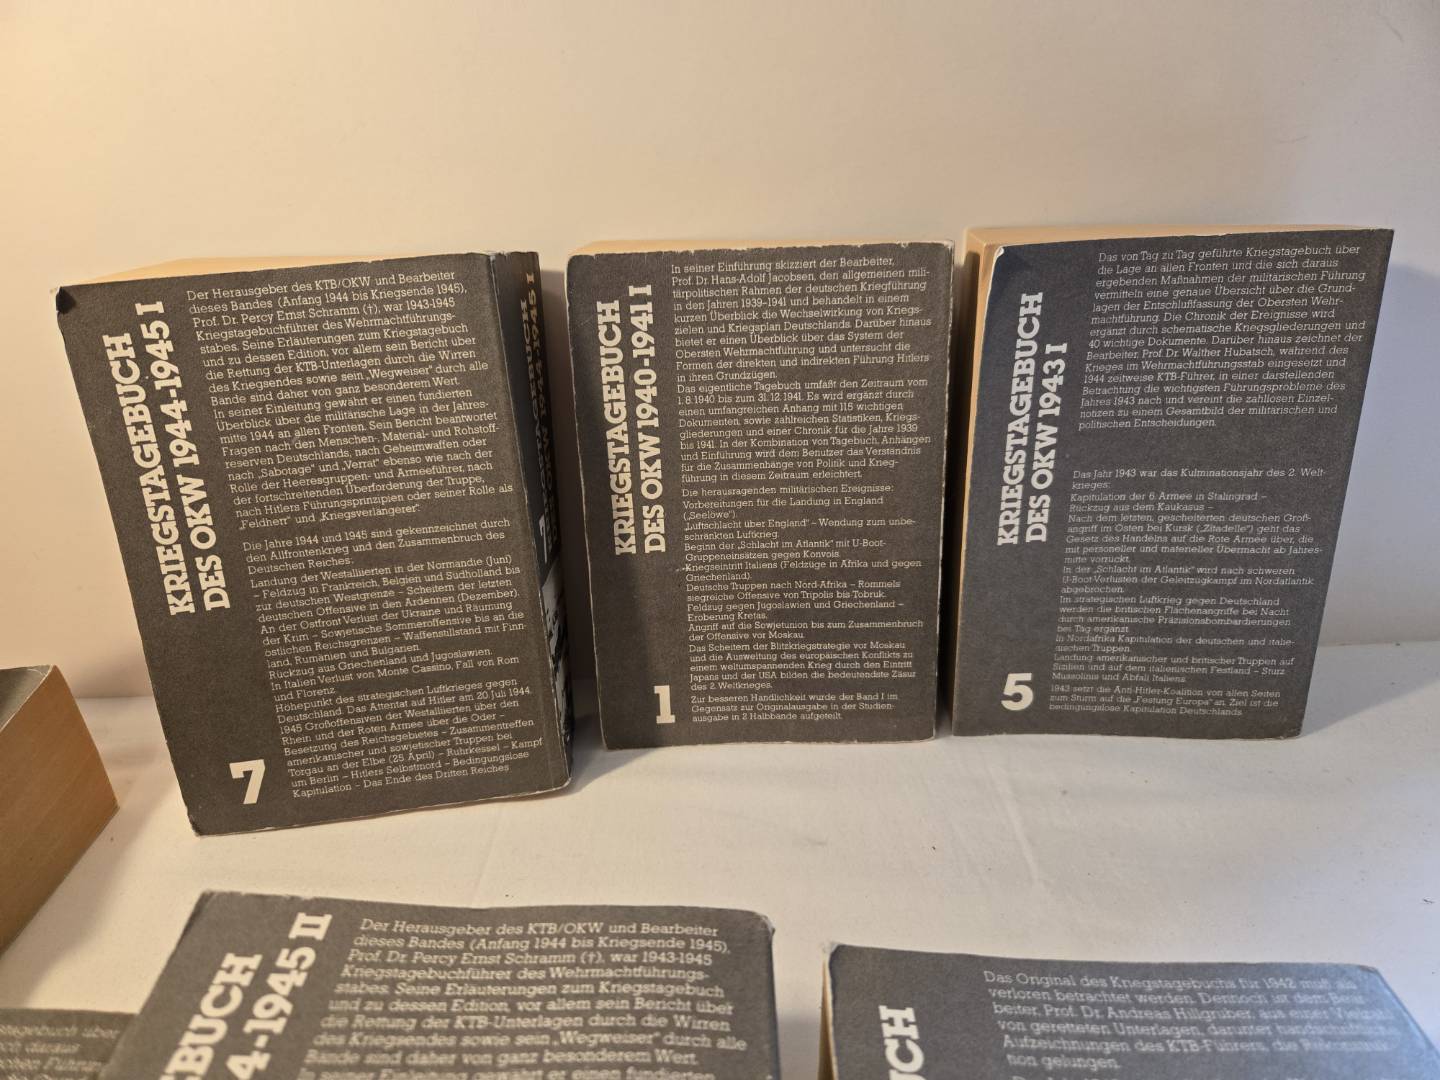 KRIEGSTAGEBUCH
DES OKW 1944-1945 I
Der Herausgeber des KTB/OKW und Bearbeiter
dieses Bandes (Anfang 1944 bis Kriegsende 1945),
Prof. Dr. Percy Ernst Schramm (†), war 1943-1945
Kriegstagebuchführer des Wehrmachtführungs-
stabes. Seine Erläuterungen zum Kriegstagebuch
und zu dessen Edition, vor allem sein Bericht über
die Rettung der KTB-Unterlagen durch die Wirren
des Kriegsendes sowie sein „Wegweiser" durch alle
Bände sind daher von ganz besonderem Wert.
In seiner Einleitung gewährt er einen fundierten
Überblick über die militärische Lage in der Jahres-
mitte 1944 an allen Fronten. Sein Bericht beantwortet
Fragen nach den Menschen-, Material- und Rohstoff-
reserven Deutschlands, nach Geheimwaffen oder
nach „Sabotage" und „Verrat" ebenso wie nach der
Rolle der Heeresgruppen- und Armeeführer, nach
der fortschreitenden Überforderung der Truppe,
nach Hitlers Führungsprinzipien oder seiner Rolle als
„Feldherr" und „Kriegsverlängerer".
Die Jahre 1944 und 1945 sind gekennzeichnet durch
den Allfrontenkrieg und den Zusammenbruch des
Deutschen Reiches:
Landung der Westalliierten in der Normandie (Juni)
– Feldzug in Frankreich, Belgien und Südholland bis
zur deutschen Westgrenze – Scheitern der letzten
deutschen Offensive in den Ardennen (Dezember).
An der Ostfront Verlust der Ukraine und Räumung
der Krim – Sowjetische Sommeroffensive bis an die
östlichen Reichsgrenzen – Waffenstillstand mit Finn-
land, Rumänien und Bulgarien.
Rückzug aus Griechenland und Jugoslawien.
In Italien Verlust von Monte Cassino, Fall von Rom
und Florenz.
Höhepunkt des strategischen Luftkrieges gegen
Deutschland. Das Attentat auf Hitler am 20. Juli 1944.
1945 Großoffensiven der Westalliierten über den
Rhein und der Roten Armee über die Oder –
Besetzung des Reichsgebietes – Zusammentreffen
amerikanischer und sowjetischer Truppen bei
Torgau an der Elbe (25. April) – Ruhrkessel – Kampf
um Berlin – Hitlers Selbstmord – Bedingungslose
Kapitulation – Das Ende des Dritten Reiches
7
KRIEGSTAGEBUCH
DES OKW 1944-1945 I
7
KRIEGSTAGEBUCH
DES OKW 1940-1941 I
In seiner Einführung skizziert der Bearbeiter,
Prof. Dr. Hans-Adolf Jacobsen, den allgemeinen mili-
tärpolitischen Rahmen der deutschen Kriegführung
in den Jahren 1939-1941 und behandelt in einem
kurzen Überblick die Wechselwirkung von Kriegs-
zielen und Kriegsplan Deutschlands. Darüber hinaus
bietet er einen Überblick über das System der
Obersten Wehrmachtführung und untersucht die
Formen der direkten und indirekten Führung Hitlers
in ihren Grundzügen.
Das eigentliche Tagebuch umfaßt den Zeitraum vom
1.8.1940 bis zum 31.12.1941. Es wird ergänzt durch
einen umfangreichen Anhang mit 115 wichtigen
Dokumenten, sowie zahlreichen Statistiken, Kriegs-
gliederungen und einer Chronik für die Jahre 1939
bis 1941. In der Kombination von Tagebuch, Anhängen
und Einführung wird dem Benutzer das Verständnis
für die Zusammenhänge von Politik und Krieg-
führung in diesem Zeitraum erleichtert.
Die herausragenden militärischen Ereignisse:
Vorbereitungen für die Landung in England
(„Seelöwe").
„Luftschlacht über England" – Wendung zum unbe-
schränkten Luftkrieg.
Beginn der „Schlacht im Atlantik" mit U-Boot-
Gruppeneinsätzen gegen Konvois.
Kriegseintritt Italiens (Feldzüge in Afrika und gegen
Griechenland).
Deutsche Truppen nach Nord-Afrika – Rommels
siegreiche Offensive von Tripolis bis Tobruk.
Feldzug gegen Jugoslawien und Griechenland –
Eroberung Kretas.
Angriff auf die Sowjetunion bis zum Zusammenbruch
der Offensive vor Moskau.
Das Scheitern der Blitzkriegstrategie vor Moskau
und die Ausweitung des europäischen Konflikts zu
einem weltumspannenden Krieg durch den Eintritt
Japans und der USA bilden die bedeutendste Zäsur
des 2. Weltkrieges.
Zur besseren Handlichkeit wurde der Band I im
Gegensatz zur Originalausgabe in der Studien-
ausgabe in 2 Halbbände aufgeteilt.
1
KRIEGSTAGEBUCH
DES OKW 1943 I
Das von Tag zu Tag geführte Kriegstagebuch über
die Lage an allen Fronten und die sich daraus
ergebenden Maßnahmen der militärischen Führung
vermitteln eine genaue Übersicht über die Grund-
lagen der Entschlußfassung der Obersten Wehr-
machtführung. Die Chronik der Ereignisse wird
ergänzt durch schematische Kriegsgliederungen und
40 wichtige Dokumente. Darüber hinaus zeichnet der
Bearbeiter, Prof. Dr. Walther Hubatsch, während des
Krieges im Wehrmachtführungsstab eingesetzt und
1944 zeitweise KTB-Führer, in einer darstellenden
Betrachtung die wichtigsten Führungsprobleme des
Jahres 1943 nach und vereint die zahllosen Einzel-
notizen zu einem Gesamtbild der militärischen und
politischen Entscheidungen.
Das Jahr 1943 war das Kulminationsjahr des 2. Welt-
krieges:
Kapitulation der 6. Armee in Stalingrad –
Rückzug aus dem Kaukasus –
Nach dem letzten, gescheiterten deutschen Groß-
angriff im Osten bei Kursk („Zitadelle") geht das
Gesetz des Handelns auf die Rote Armee über, die
mit personeller und materieller Übermacht ab Jahres-
mitte vorrückt.
In der „Schlacht im Atlantik" wird nach schweren
U-Boot-Verlusten der Geleitzugkampf im Nordatlantik
abgebrochen.
Im strategischen Luftkrieg gegen Deutschland
werden die britischen Flächenangriffe bei Nacht
durch amerikanische Präzisionsbombardierungen
bei Tag ergänzt.
In Nordafrika Kapitulation der deutschen und italie-
nischen Truppen.
Landung amerikanischer und britischer Truppen auf
Sizilien und auf dem italienischen Festland – Sturz
Mussolinis und Abfall Italiens.
1943 setzt die Anti-Hitler-Koalition von allen Seiten
zum Sturm auf die „Festung Europa" an. Ziel ist die
bedingungslose Kapitulation Deutschlands.
5
EBUCH
4-1945 II
Der Herausgeber des KTB/OKW und Bearbeiter
dieses Bandes (Anfang 1944 bis Kriegsende 1945),
Prof. Dr. Percy Ernst Schramm (†), war 1943-1945
Kriegstagebuchführer des Wehrmachtführungs-
stabes. Seine Erläuterungen zum Kriegstagebuch
und zu dessen Edition, vor allem sein Bericht über
die Rettung der KTB-Unterlagen durch die Wirren
des Kriegsendes sowie sein „Wegweiser" durch alle
Bände sind daher von ganz besonderem Wert.
In seiner Einleitung gewährt er einen fundierten
UCH
Das Original des Kriegstagebuchs für 1942 muß als
verloren betrachtet werden. Dennoch ist dem Bear-
beiter, Prof. Dr. Andreas Hillgruber, aus einer Vielzahl
von geretteten Unterlagen, darunter handschriftliche
Aufzeichnungen des KTB-Führers, die Rekonstruk-
tion gelungen.
stagebuch über
ch daraus
chen Führung